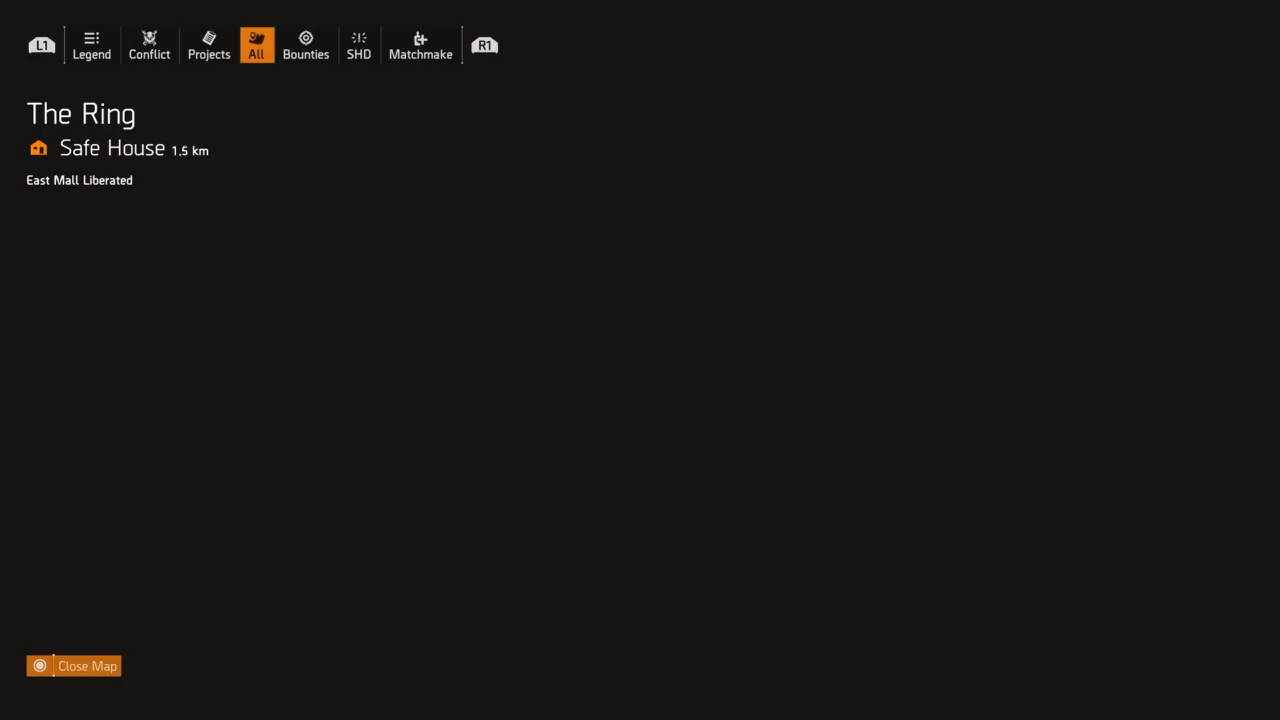 L1 Legend Conflict Projects All Bounties SHD Matchmake R1
The Ring
Safe House 1.5 km
East Mall Liberated
Close Map